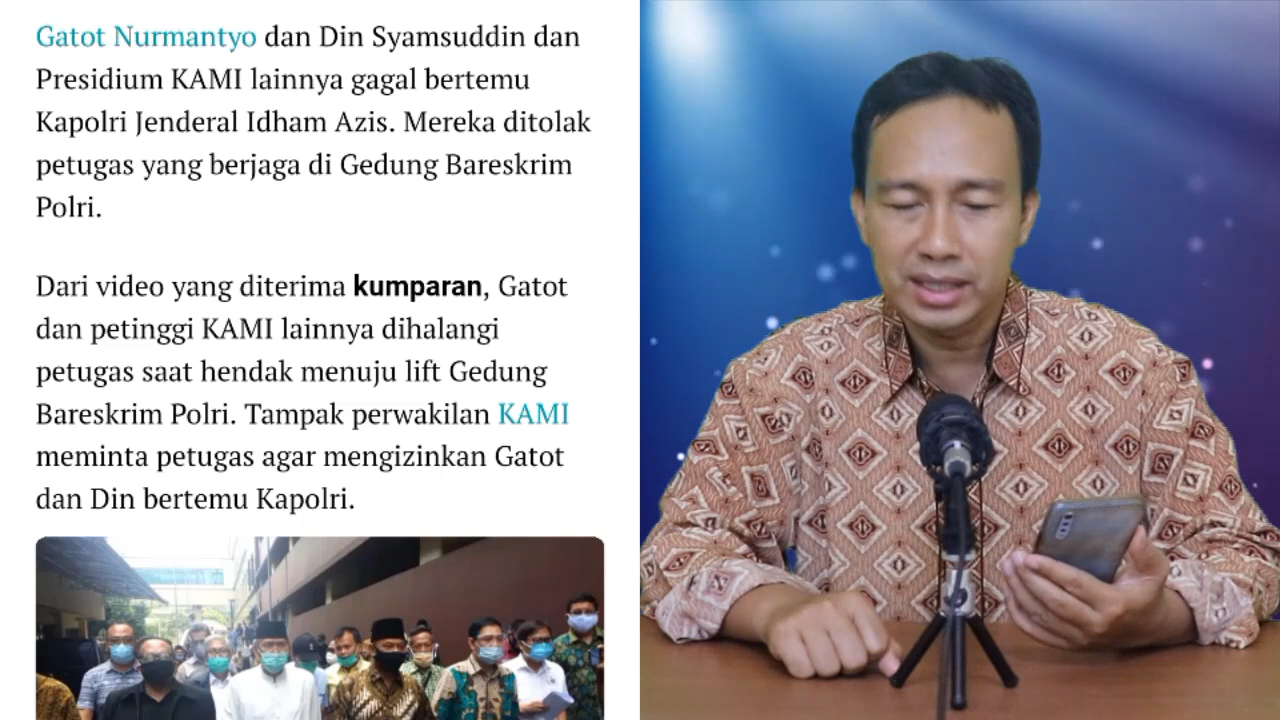 Gatot Nurmantyo dan Din Syamsuddin dan
Presidium KAMI lainnya gagal bertemu
Kapolri Jenderal Idham Azis. Mereka ditolak
petugas yang berjaga di Gedung Bareskrim
Polri.
Dari video yang diterima kumparan, Gatot
dan petinggi KAMI lainnya dihalangi
petugas saat hendak menuju lift Gedung
Bareskrim Polri. Tampak perwakilan KAMI
meminta petugas agar mengizinkan Gatot
dan Din bertemu Kapolri.